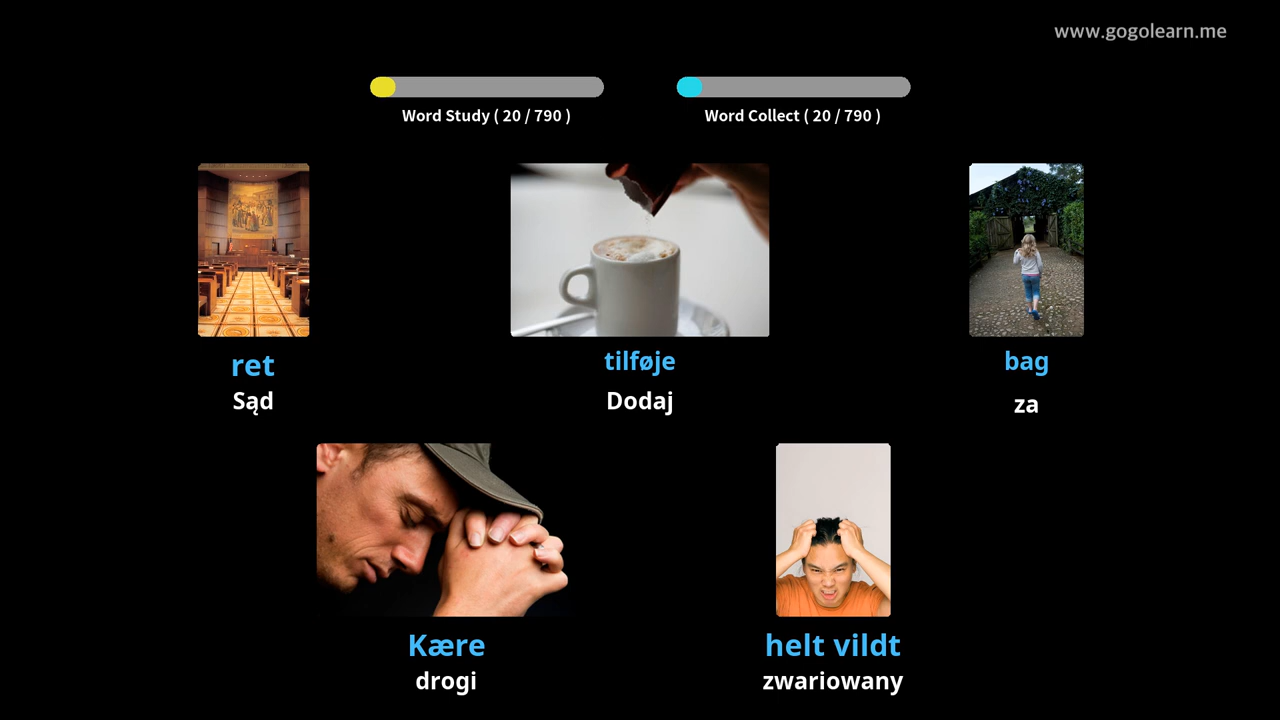 www.gogolearn.me
Word Study ( 20 / 790 )
Word Collect ( 20 / 790 )
ret
Sąd
tilføje
Dodaj
bag
za
Kære
drogi
helt vildt
zwariowany